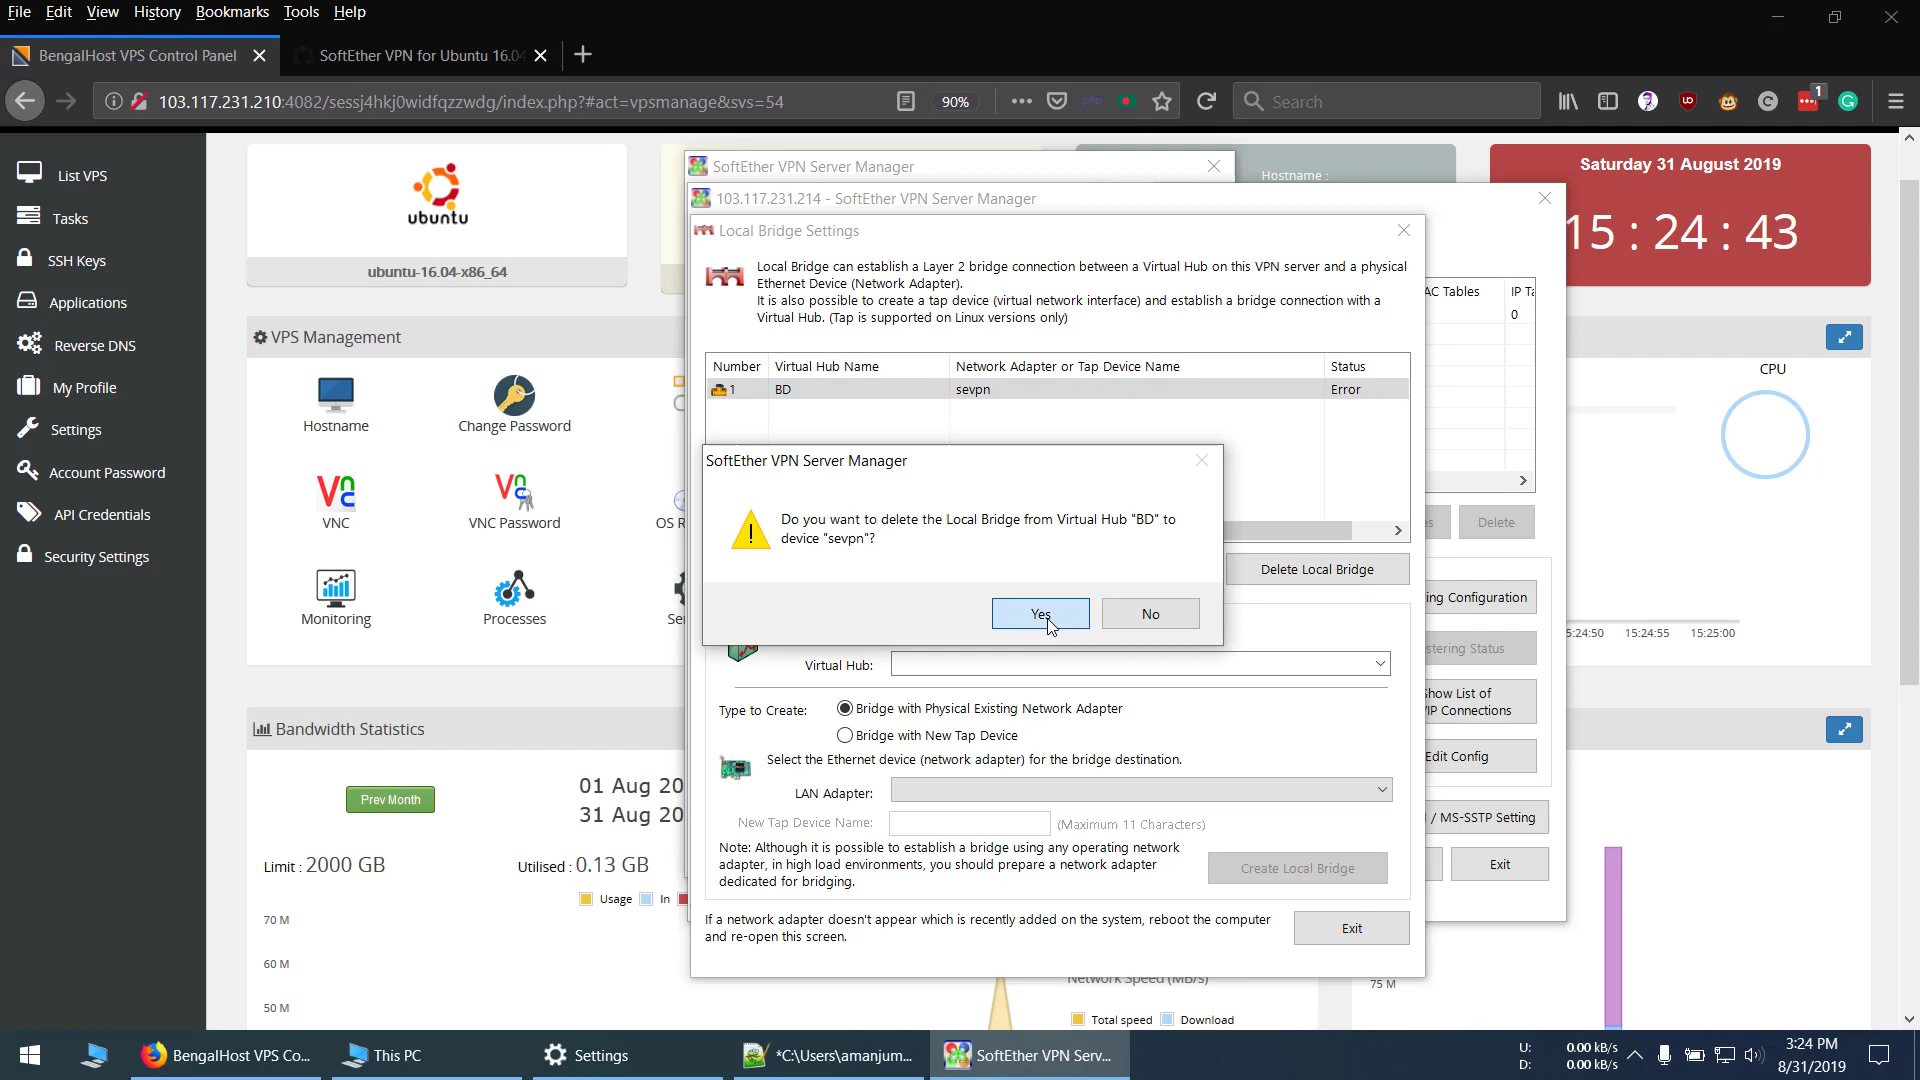 File Edit View History Bookmarks Tools Help
BengalHost VPS Control Panel
SoftEther VPN for Ubuntu 16.04
103.117.231.210:4082/sessj4hkj0widfqzzwdg/index.php?#act=vpsmanage&svs=54
90%
php
Search
1
List VPS
Tasks
SSH Keys
Applications
Reverse DNS
My Profile
Settings
Account Password
API Credentials
Security Settings
ubuntu
ubuntu-16.04-x86_64
VPS Management
Hostname
Change Password
VNC
VNC Password
Monitoring
Processes
Bandwidth Statistics
Prev Month
01 Aug 20
31 Aug 20
Limit : 2000 GB
Utilised : 0.13 GB
Usage
In
70 M
60 M
50 M
Hostname :
Saturday 31 August 2019
15 : 24 : 43
CPU
5:24:50
15:24:55
15:25:00
SoftEther VPN Server Manager
103.117.231.214 - SoftEther VPN Server Manager
AC Tables
0
Delete
ing Configuration
stering Status
Show List of
IP Connections
Edit Config
/ MS-SSTP Setting
Exit
Local Bridge Settings
Local Bridge can establish a Layer 2 bridge connection between a Virtual Hub on this VPN server and a physical
Ethernet Device (Network Adapter).
It is also possible to create a tap device (virtual network interface) and establish a bridge connection with a
Virtual Hub. (Tap is supported on Linux versions only)
Number Virtual Hub Name Network Adapter or Tap Device Name Status
1 BD sevpn Error
Delete Local Bridge
SoftEther VPN Server Manager
Do you want to delete the Local Bridge from Virtual Hub "BD" to
device "sevpn"?
Yes
No
Virtual Hub:
Type to Create:
Bridge with Physical Existing Network Adapter
Bridge with New Tap Device
Select the Ethernet device (network adapter) for the bridge destination.
LAN Adapter:
New Tap Device Name:
(Maximum 11 Characters)
Note: Although it is possible to establish a bridge using any operating network
adapter, in high load environments, you should prepare a network adapter
dedicated for bridging.
Create Local Bridge
If a network adapter doesn't appear which is recently added on the system, reboot the computer
and re-open this screen.
Exit
Network Speed (MB/s)
Total speed
Download
75 M
BengalHost VPS Co...
This PC
Settings
*C:\Users\amanjum...
SoftEther VPN Serv...
U: 0.00 kB/s
D: 0.00 kB/s
3:24 PM
8/31/2019